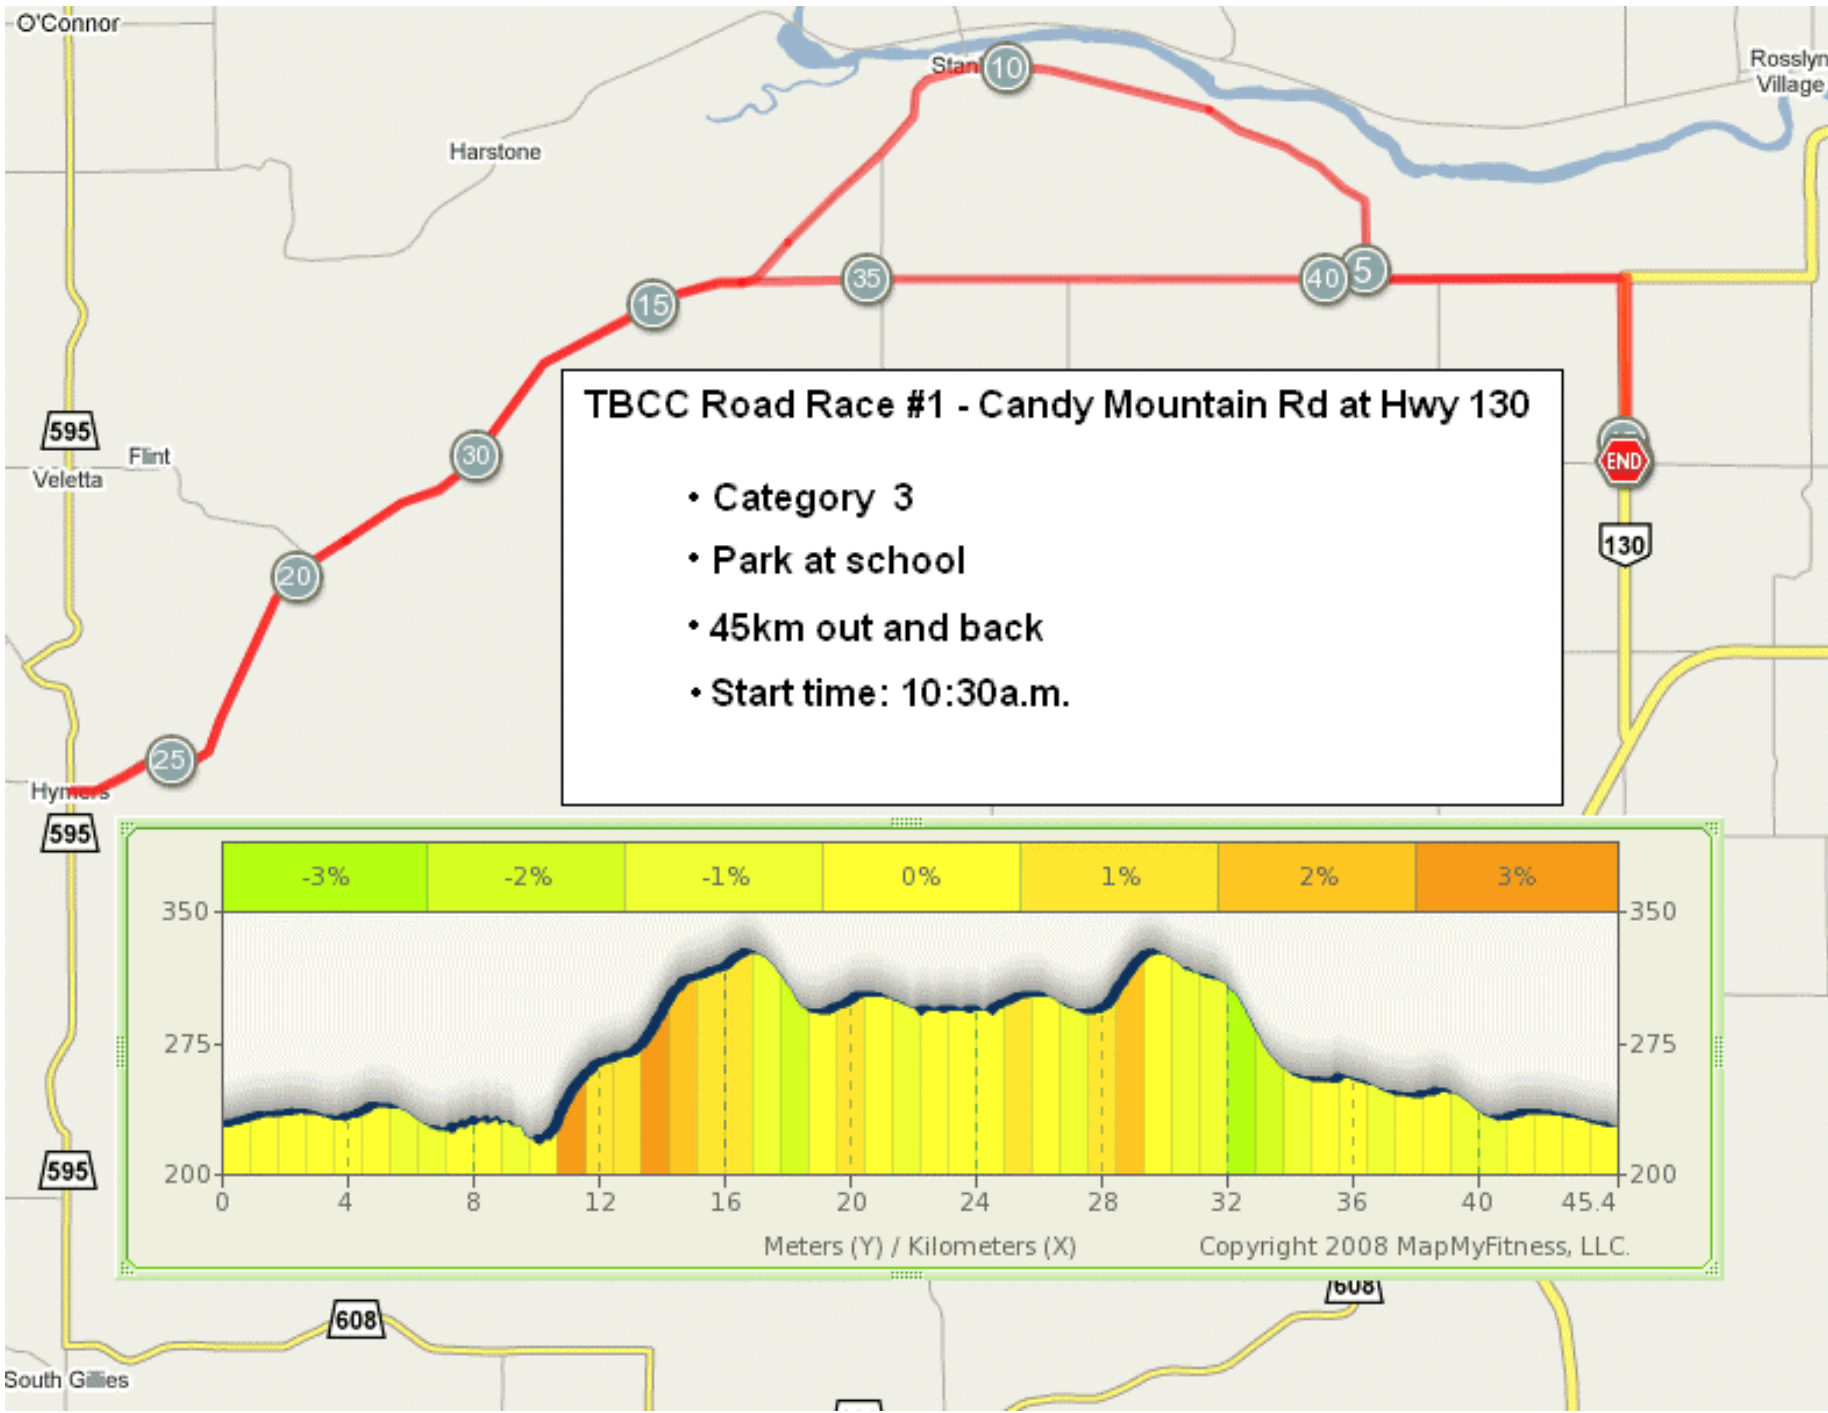 O'Connor
Rosslyn
Village
10
Harstone
35
40
5
15
TBCC Road Race #1 - Candy Mountain Rd at Hwy 130
595
Flint
30
END
Veletta
• Category 3
130
• Park at school
20
• 45km out and back
• Start time: 10:30a.m.
25
Hymers
595
-3% -2% -1% 0% 1% 2% 3%
350 350
275 275
200 200
595
0 4 8 12 16 20 24 28 32 36 40 45.4
Meters (Y) / Kilometers (X) Copyright 2008 MapMyFitness, LLC.
608
608
South Gillies